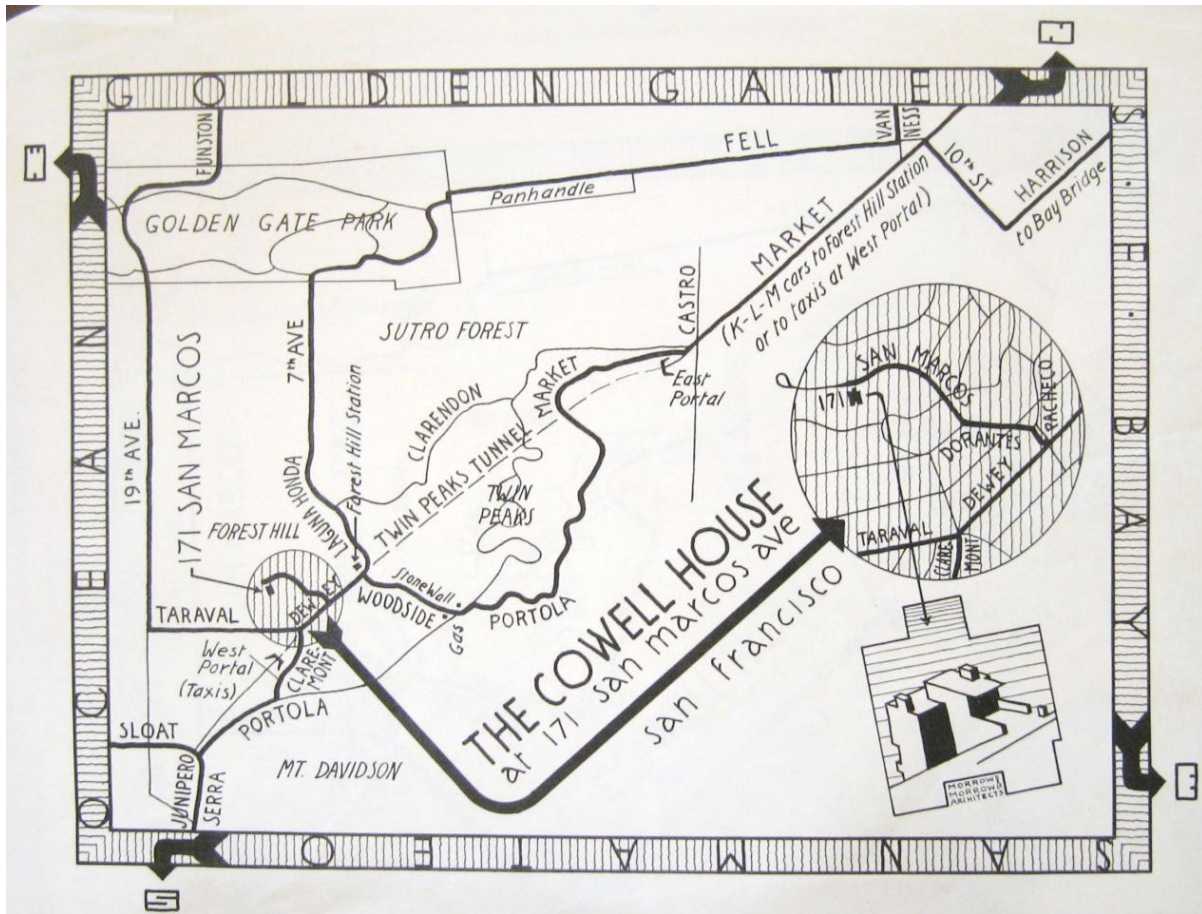 GOLDEN GATE
S.F. BAY
SAN MATEO
OCEAN
FUNSTON
GOLDEN GATE PARK
Panhandle
FELL
VAN NESS
10th ST
HARRISON
to Bay Bridge
MARKET
(K-L-M cars to Forest Hill Station
or to taxis at West Portal)
CASTRO
East
Portal
SUTRO FOREST
7th AVE
19th AVE.
171 SAN MARCOS
FOREST HILL
LAGUNA HONDA
Forest Hill Station
CLARENDON
MARKET
TWIN PEAKS TUNNEL
TWIN
PEAKS
DEWEY
WOODSIDE
Stone Wall
Gas
PORTOLA
TARAVAL
West
Portal
(Taxis)
CLARE-
MONT
PORTOLA
SLOAT
JUNIPERO
SERRA
MT. DAVIDSON
THE COWELL HOUSE
at 171 san marcos ave
san francisco
SAN MARCOS
171
PACHECO
DORANTES
DEWEY
TARAVAL
CLARE
MONT
MORROW &
MORROW
ARCHITECTS